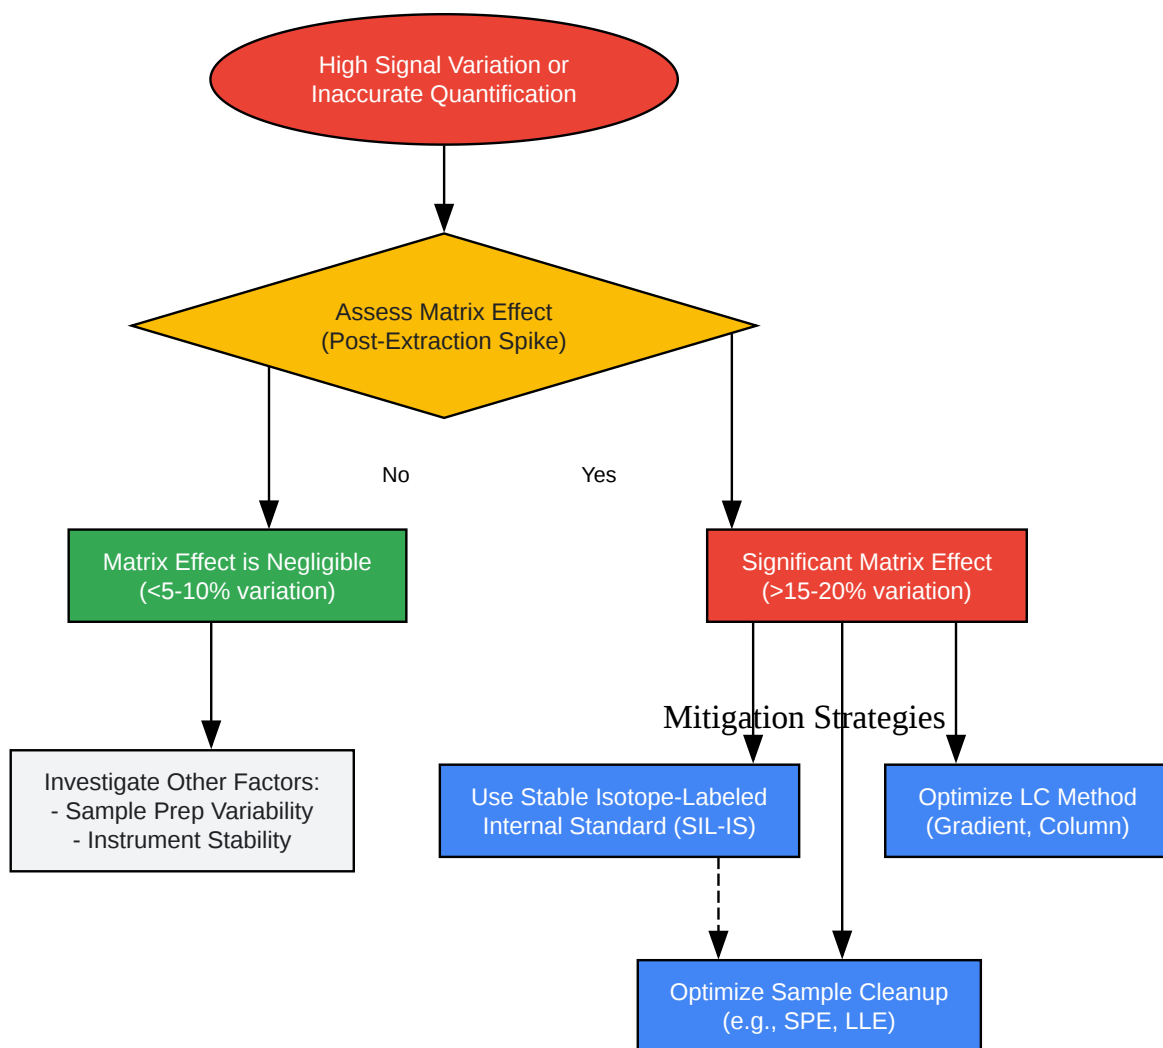 High Signal Variation or
Inaccurate Quantification
Assess Matrix Effect
(Post-Extraction Spike)
No
Yes
Matrix Effect is Negligible
(<5-10% variation)
Significant Matrix Effect
(>15-20% variation)
Mitigation Strategies
Investigate Other Factors:
- Sample Prep Variability
- Instrument Stability
Use Stable Isotope-Labeled
Internal Standard (SIL-IS)
Optimize LC Method
(Gradient, Column)
Optimize Sample Cleanup
(e.g., SPE, LLE)